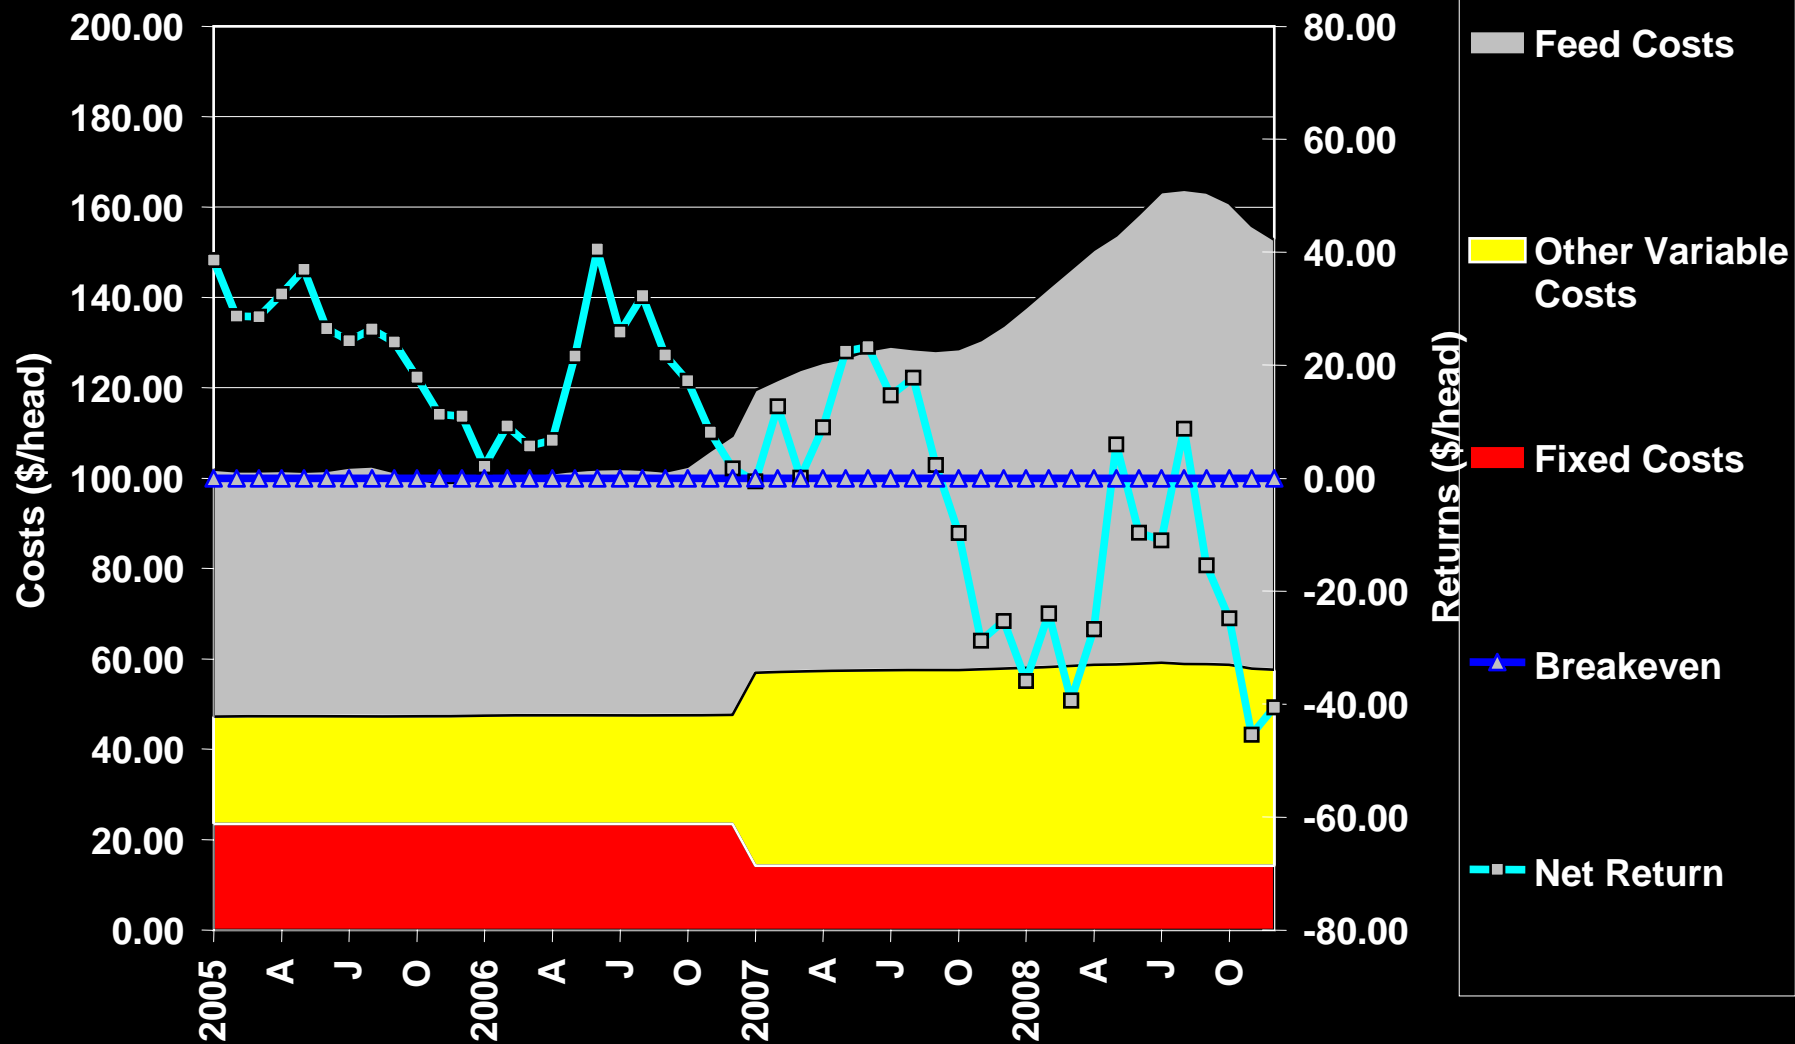 200.00
180.00
160.00
140.00
120.00
100.00
80.00
60.00
40.00
20.00
0.00
Costs ($/head)
80.00
60.00
40.00
20.00
0.00
-20.00
-40.00
-60.00
-80.00
Returns ($/head)
2005 A J O 2006 A J O 2007 A J O 2008 A J O
Feed Costs
Other Variable
Costs
Fixed Costs
Breakeven
Net Return